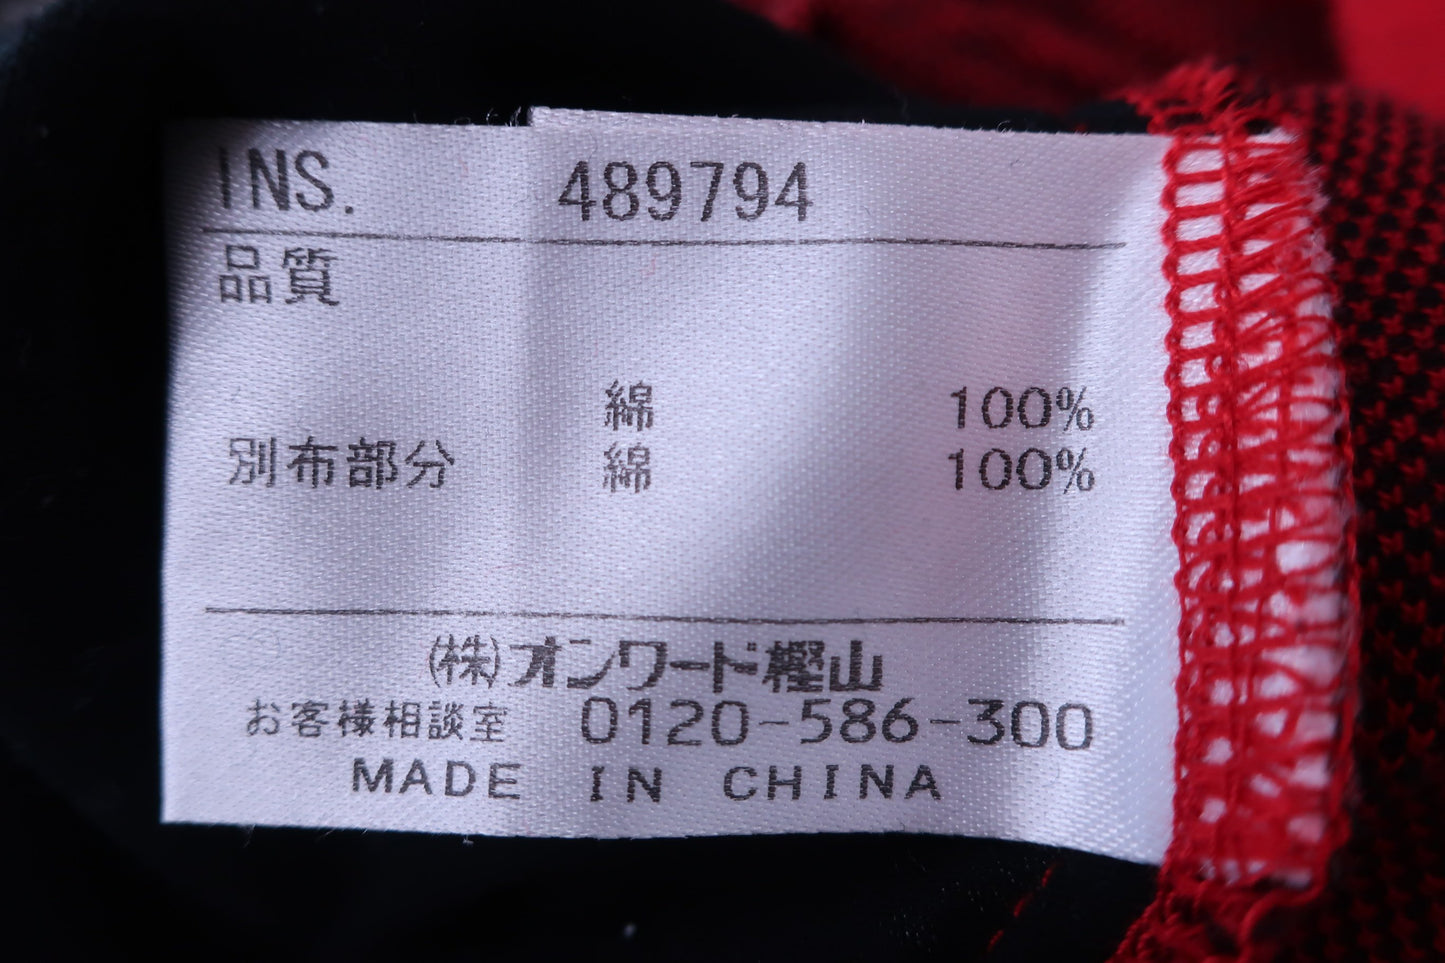 INS. 489794
品質
綿 100%
別布部分 綿 100%
(株)オンワード樫山
お客様相談室 0120-586-300
MADE IN CHINA